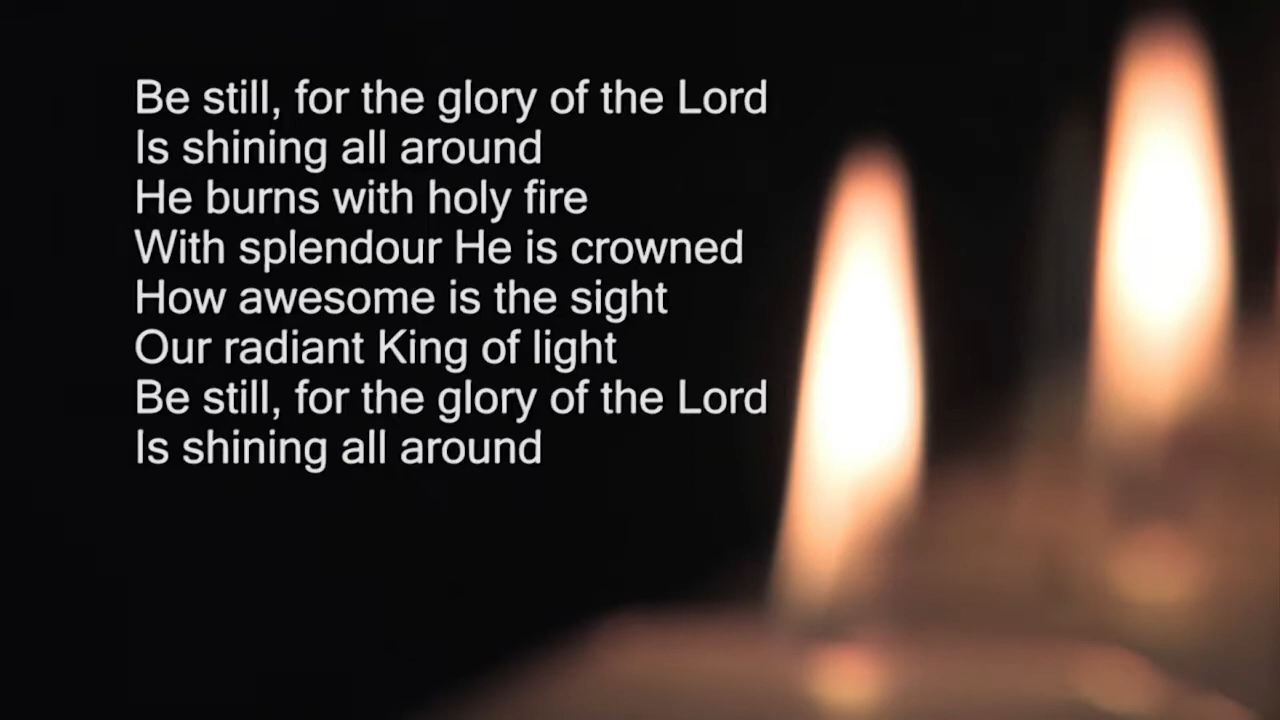 Be still, for the glory of the Lord
Is shining all around
He burns with holy fire
With splendour He is crowned
How awesome is the sight
Our radiant King of light
Be still, for the glory of the Lord
Is shining all around